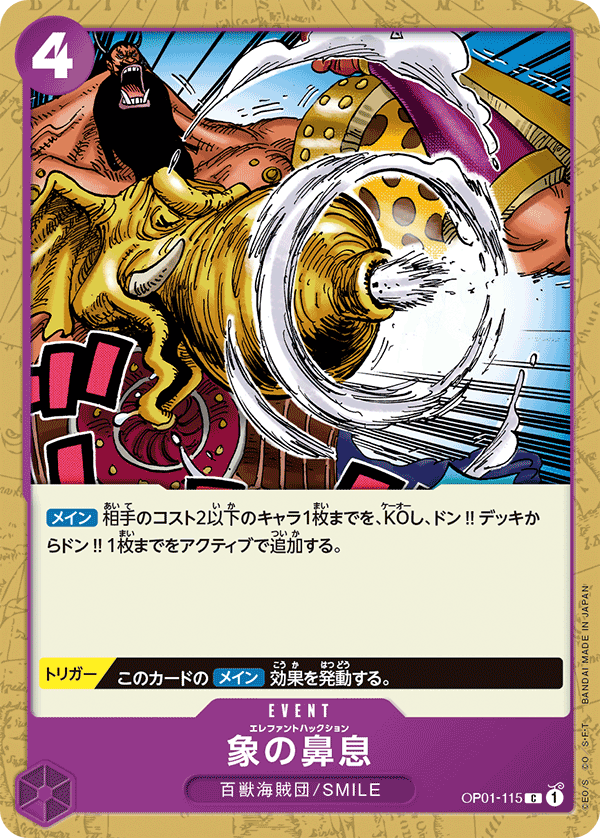 4
メイン 相手のコスト2以下のキャラ1枚までを、KOし、ドン!!デッキか
らドン!!1枚までをアクティブで追加する。
トリガー このカードの メイン 効果を発動する。
EVENT
エレファントハックション
象の鼻息
百獣海賊団/SMILE
OP01-115 C 1
©E.O./S. ©O. S・F・T BANDAI MADE IN JAPAN